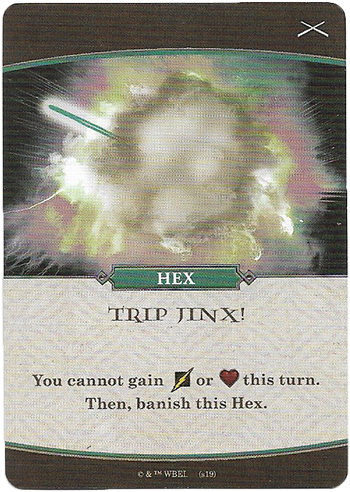 HEX
TRIP JINX!
You cannot gain or this turn.
Then, banish this Hex.
© & ™ WBEI. (s19)